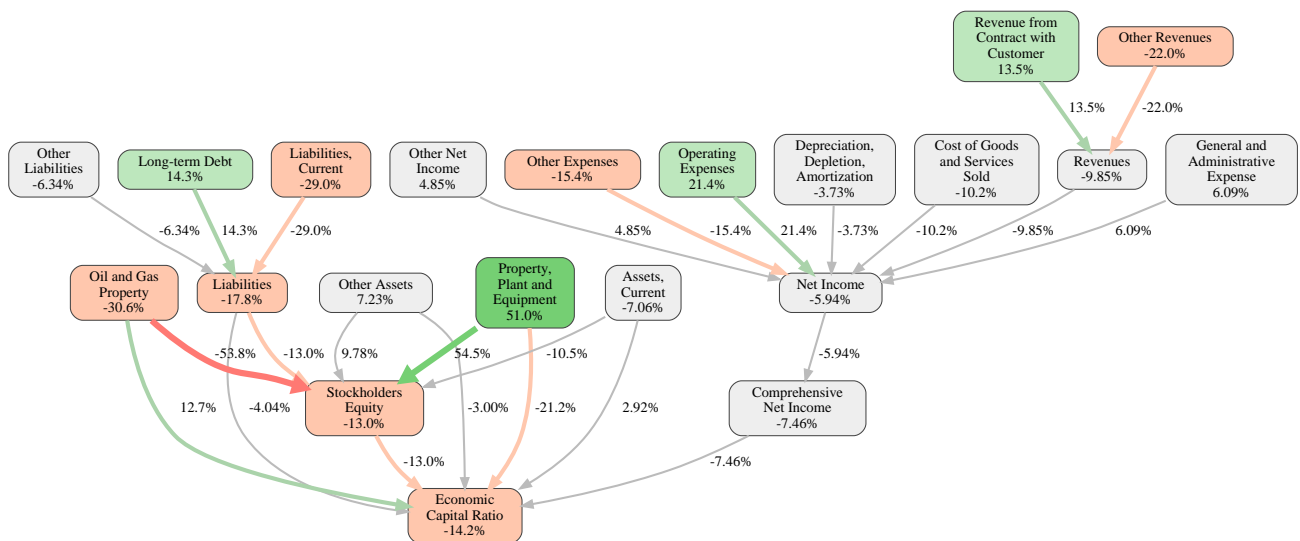 Revenue from
Contract with
Customer
13.5%
Other Revenues
-22.0%
13.5%
-22.0%
Other
Liabilities
-6.34%
Long-term Debt
14.3%
Liabilities,
Current
-29.0%
Other Net
Income
4.85%
Other Expenses
-15.4%
Operating
Expenses
21.4%
Depreciation,
Depletion,
Amortization
-3.73%
Cost of Goods
and Services
Sold
-10.2%
Revenues
-9.85%
General and
Administrative
Expense
6.09%
-6.34%
14.3%
-29.0%
4.85%
-15.4%
21.4%
-3.73%
-10.2%
-9.85%
6.09%
Oil and Gas
Property
-30.6%
Liabilities
-17.8%
Other Assets
7.23%
Property,
Plant and
Equipment
51.0%
Assets,
Current
-7.06%
Net Income
-5.94%
-53.8%
-13.0%
9.78%
54.5%
-10.5%
-5.94%
Stockholders
Equity
-13.0%
Comprehensive
Net Income
-7.46%
12.7%
-4.04%
-3.00%
-21.2%
2.92%
-13.0%
-7.46%
Economic
Capital Ratio
-14.2%